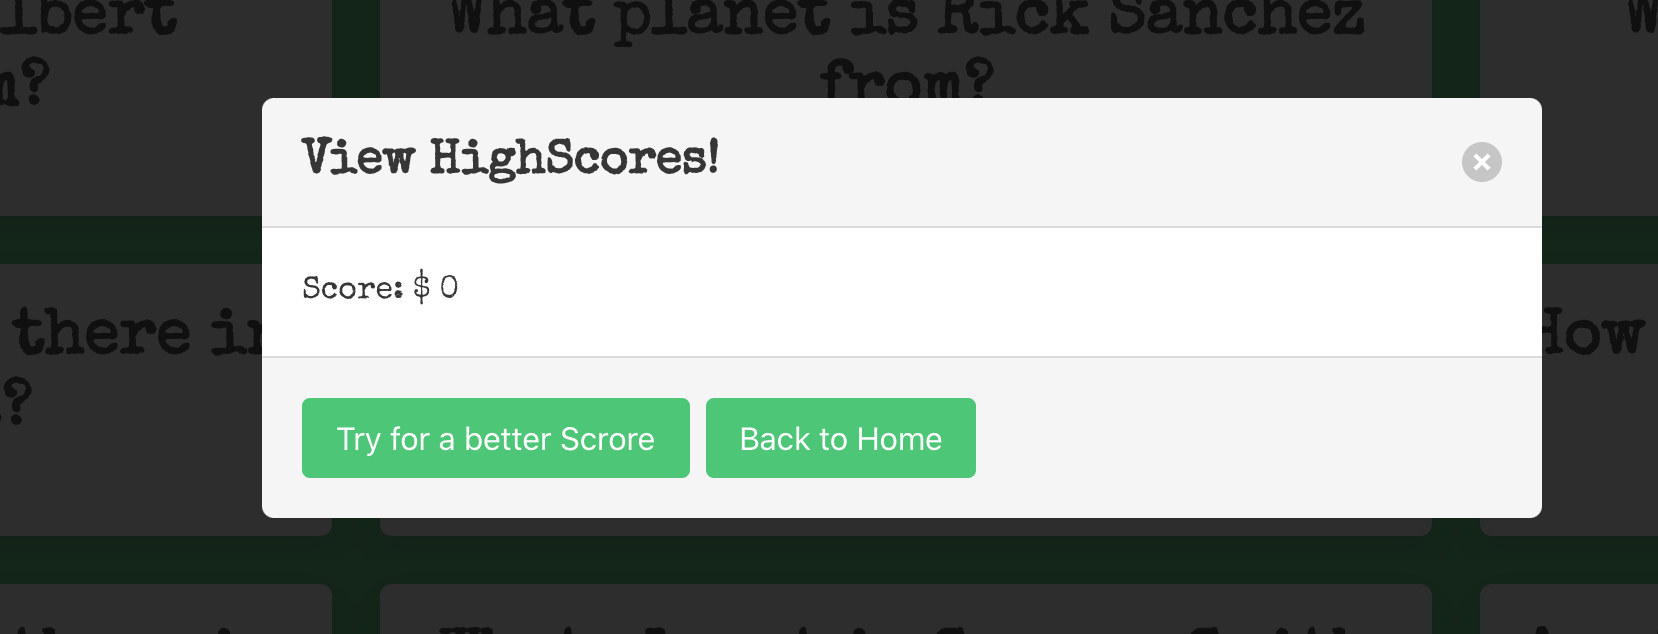 lbert
What planet is Rick Sanchez
?
from?
View HighScores!
Score: $ 0
there
How
?
Try for a better Scrore
Back to Home